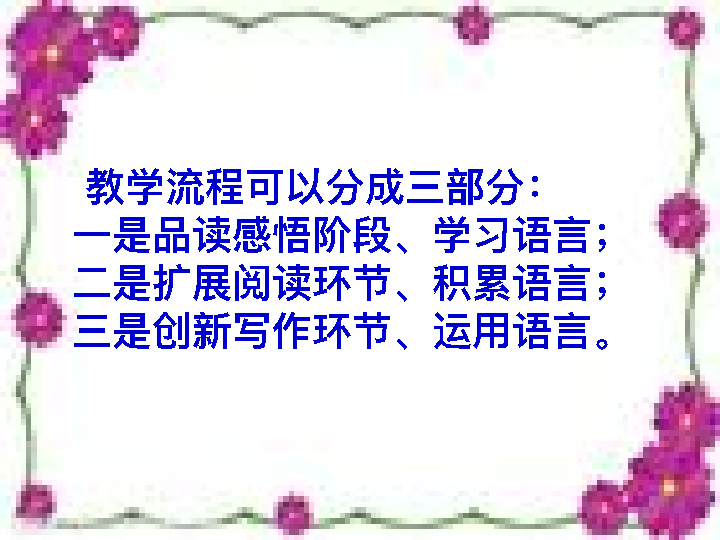 教学流程可以分成三部分：
一是品读感悟阶段、学习语言；
二是扩展阅读环节、积累语言；
三是创新写作环节、运用语言。